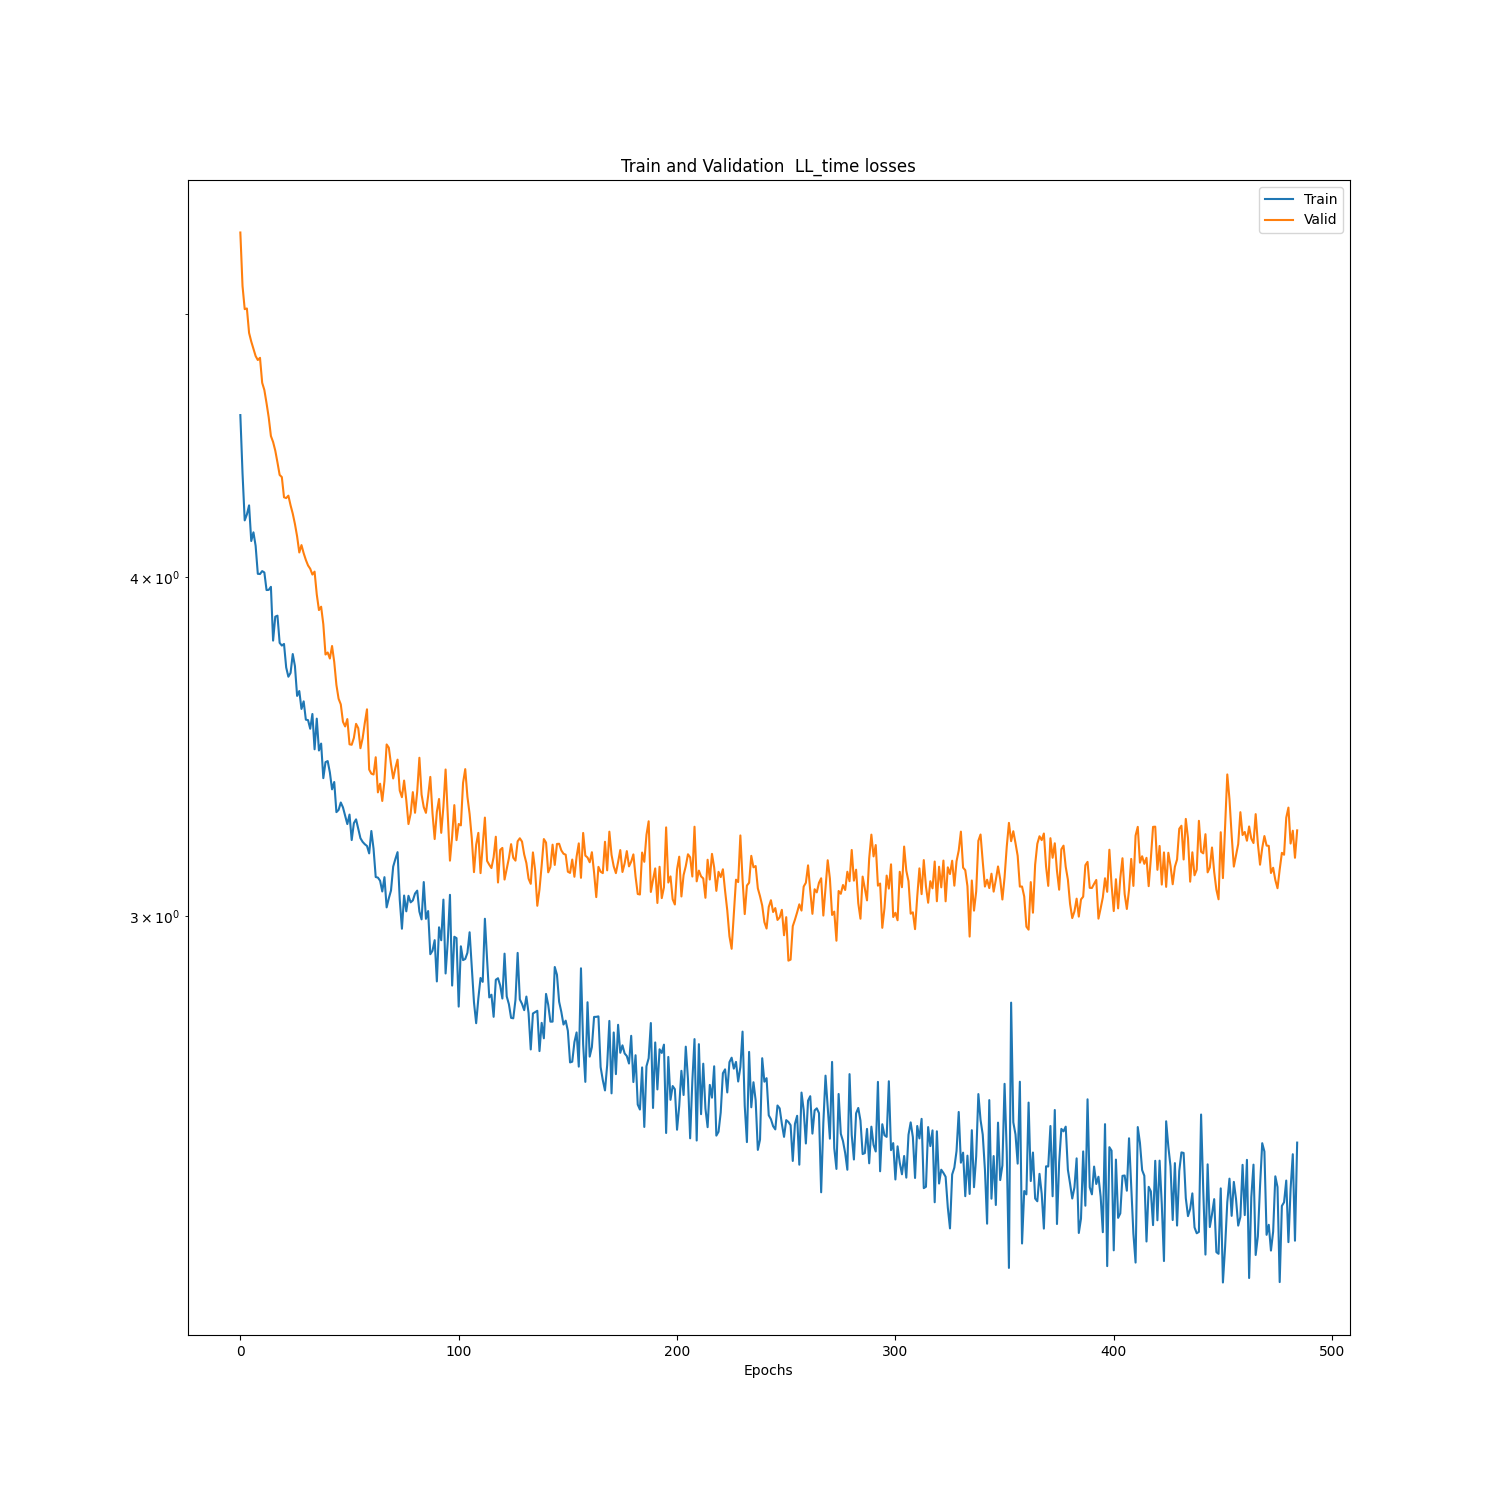 Train and Validation  LL_time losses
Train
Valid
4 × 10⁰
3 × 10⁰
0 100 200 300 400 500
Epochs